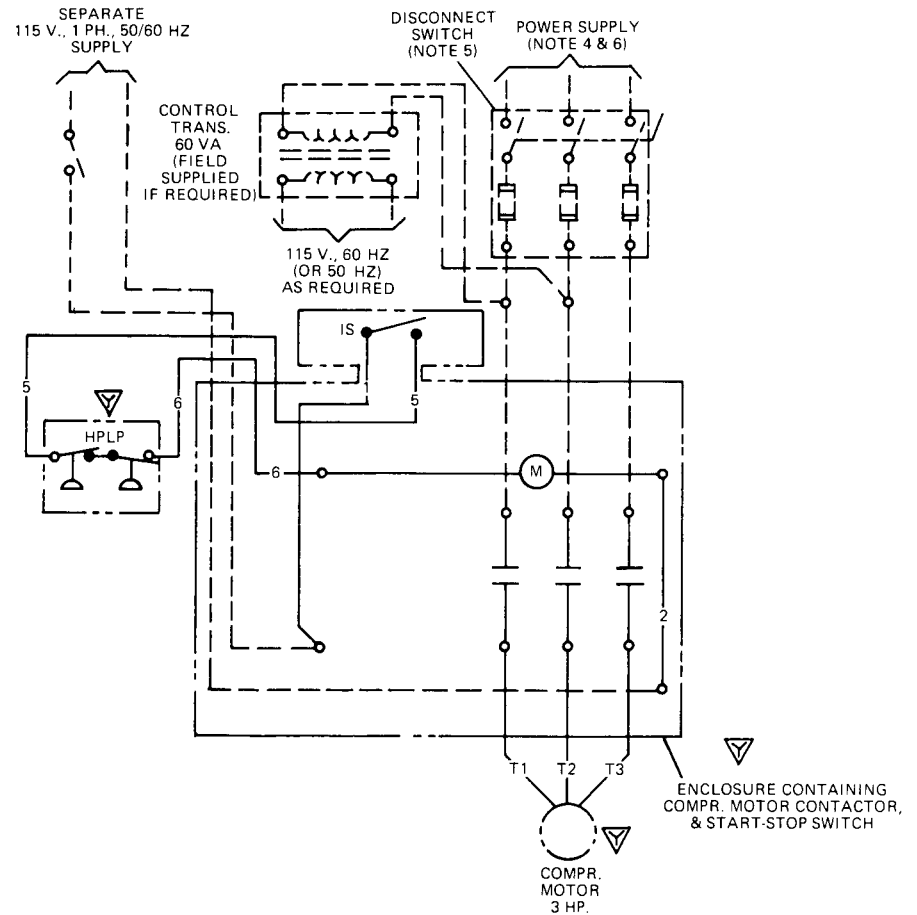 SEPARATE
115 V., 1 PH., 50/60 HZ
SUPPLY
DISCONNECT
SWITCH
(NOTE 5)
POWER SUPPLY
(NOTE 4 & 6)
CONTROL
TRANS.
60 VA
(FIELD
SUPPLIED
IF REQUIRED)
115 V., 60 HZ
(OR 50 HZ)
AS REQUIRED
IS
5
6
1
5
Y
HPLP
6
M
2
Y
T1 T2 T3
ENCLOSURE CONTAINING
COMPR. MOTOR CONTACTOR,
& START-STOP SWITCH
Y
COMPR.
MOTOR
3 HP.